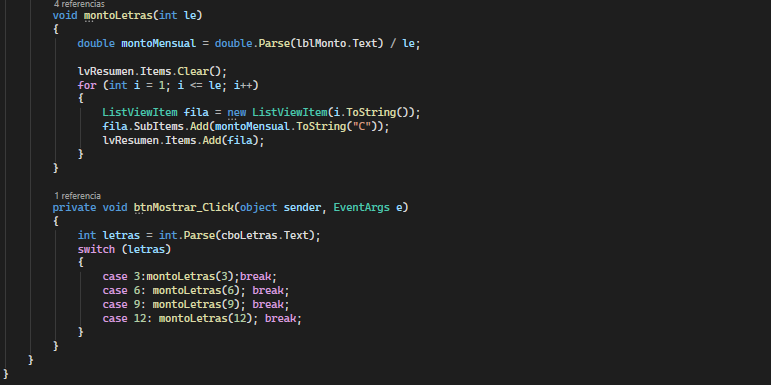 4 referencias
void montoLetras(int le)
{
double montoMensual = double.Parse(lblMonto.Text) / le;
lvResumen.Items.Clear();
for (int i = 1; i <= le; i++)
{
ListViewItem fila = new ListViewItem(i.ToString());
fila.SubItems.Add(montoMensual.ToString("C"));
lvResumen.Items.Add(fila);
}
}
1 referencia
private void btnMostrar_Click(object sender, EventArgs e)
{
int letras = int.Parse(cboLetras.Text);
switch (letras)
{
case 3:montoLetras(3);break;
case 6: montoLetras(6); break;
case 9: montoLetras(9); break;
case 12: montoLetras(12); break;
}
}
}
}